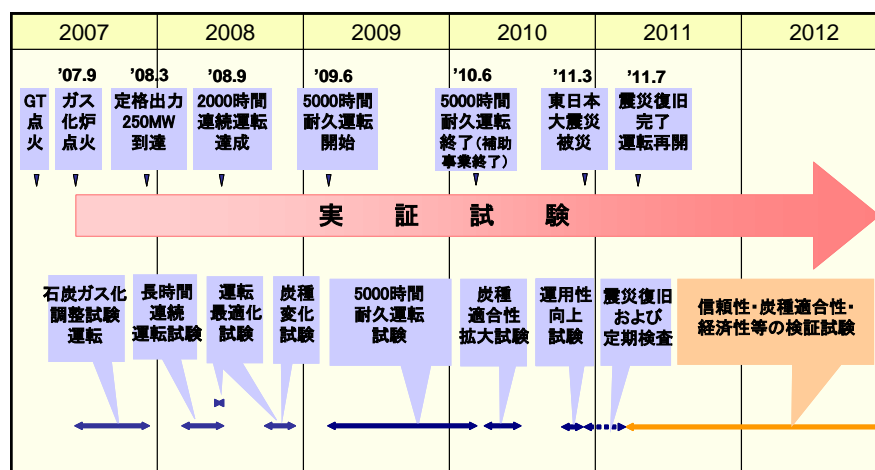 2007
2008
2009
2010
2011
2012
’07.9
’08.3
’08.9
’09.6
’10.6
’11.3
’11.7
GT
点
火
ガス
化炉
点火
定格出力
250MW
到達
2000時間
連続運転
達成
5000時間
耐久運転
開始
5000時間
耐久運転
終了(補助
事業終了)
東日本
大震災
被災
震災復旧
完了
運転再開
実証試験
石炭ガス化
調整試験
運転
長時間
連続
運転試験
運転
最適化
試験
炭種
変化
試験
5000時間
耐久運転
試験
炭種
適合性
拡大試験
運用性
向上
試験
震災復旧
および
定期検査
信頼性・炭種適合性・
経済性等の検証試験